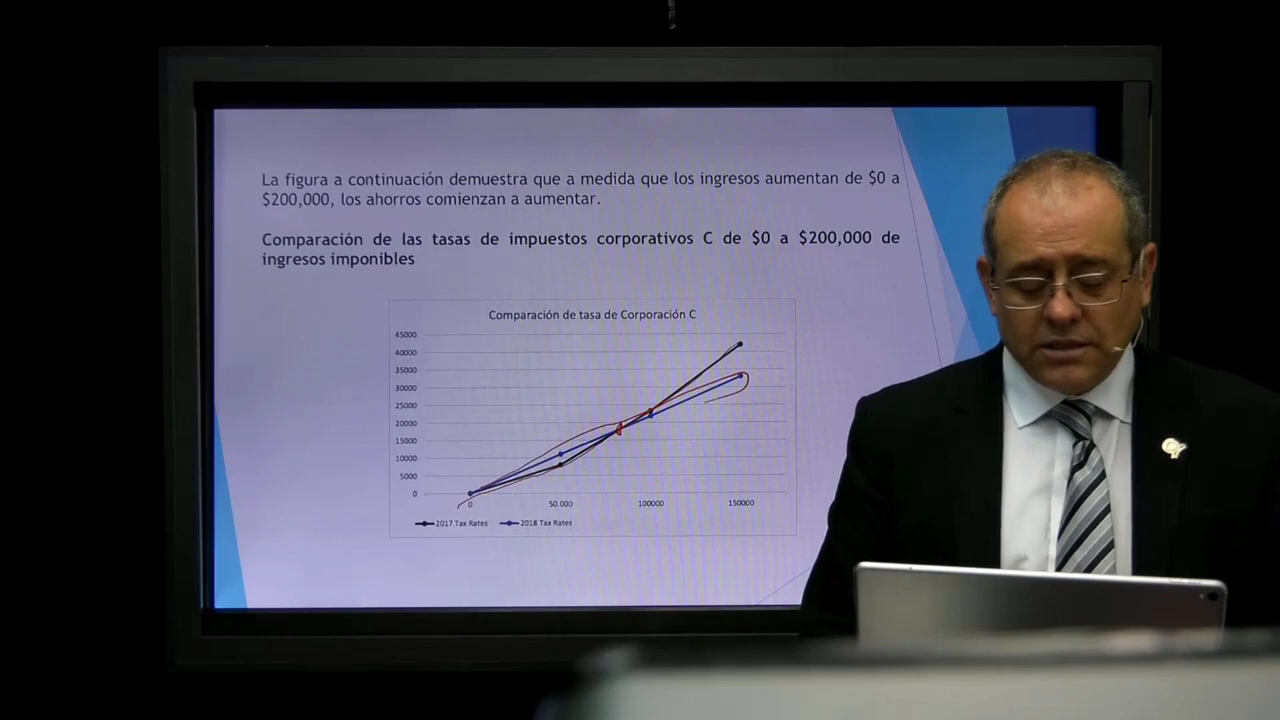 La figura a continuación demuestra que a medida que los ingresos aumentan de $0 a
$200,000, los ahorros comienzan a aumentar.
Comparación de las tasas de impuestos corporativos C de $0 a $200,000 de
ingresos imponibles
Comparación de tasa de Corporación C
45000
40000
35000
30000
25000
20000
15000
10000
5000
0
0 50.000 100000 150000
2017 Tax Rates 2018 Tax Rates